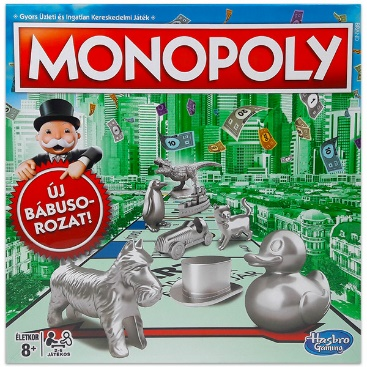 Gyors Üzleti és Ingatlan Kereskedelmi Játék
MONOPOLY
ÚJ
BÁBUSO-
ROZAT!
ÉLETKOR
8+
2-6
JÁTÉKOS
Hasbro
Gaming